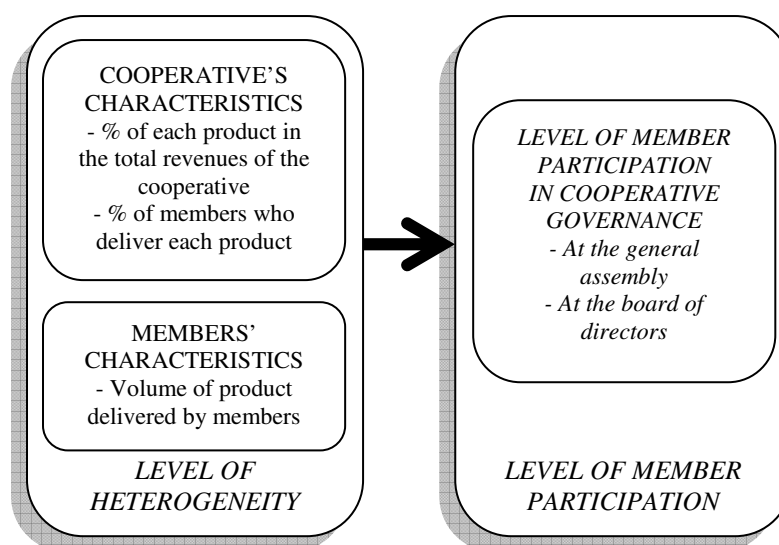 COOPERATIVE’S
CHARACTERISTICS
- % of each product in
the total revenues of the
cooperative
- % of members who
deliver each product
MEMBERS’
CHARACTERISTICS
- Volume of product
delivered by members
LEVEL OF
HETEROGENEITY
LEVEL OF MEMBER
PARTICIPATION
IN COOPERATIVE
GOVERNANCE
- At the general
assembly
- At the board of
directors
LEVEL OF MEMBER
PARTICIPATION